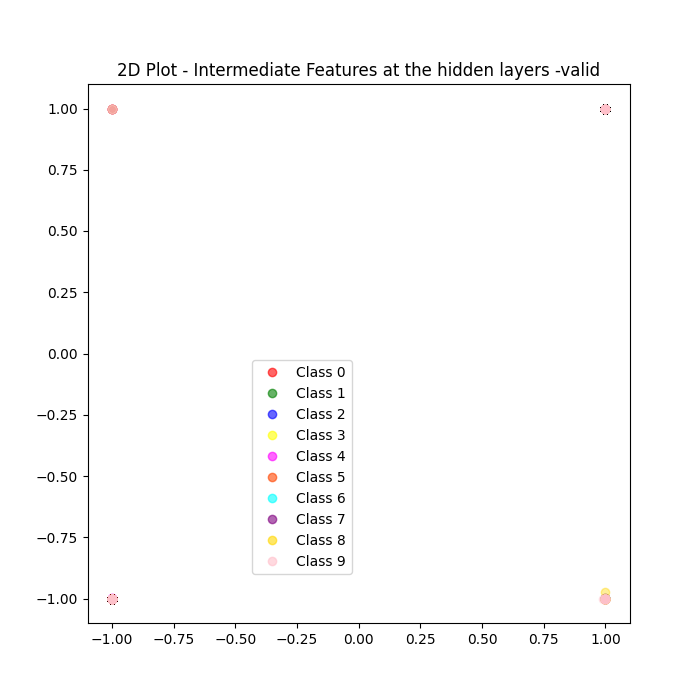 2D Plot - Intermediate Features at the hidden layers -valid
1.00
0.75
0.50
0.25
0.00
−0.25
−0.50
−0.75
−1.00
Class 0
Class 1
Class 2
Class 3
Class 4
Class 5
Class 6
Class 7
Class 8
Class 9
−1.00 −0.75 −0.50 −0.25 0.00 0.25 0.50 0.75 1.00